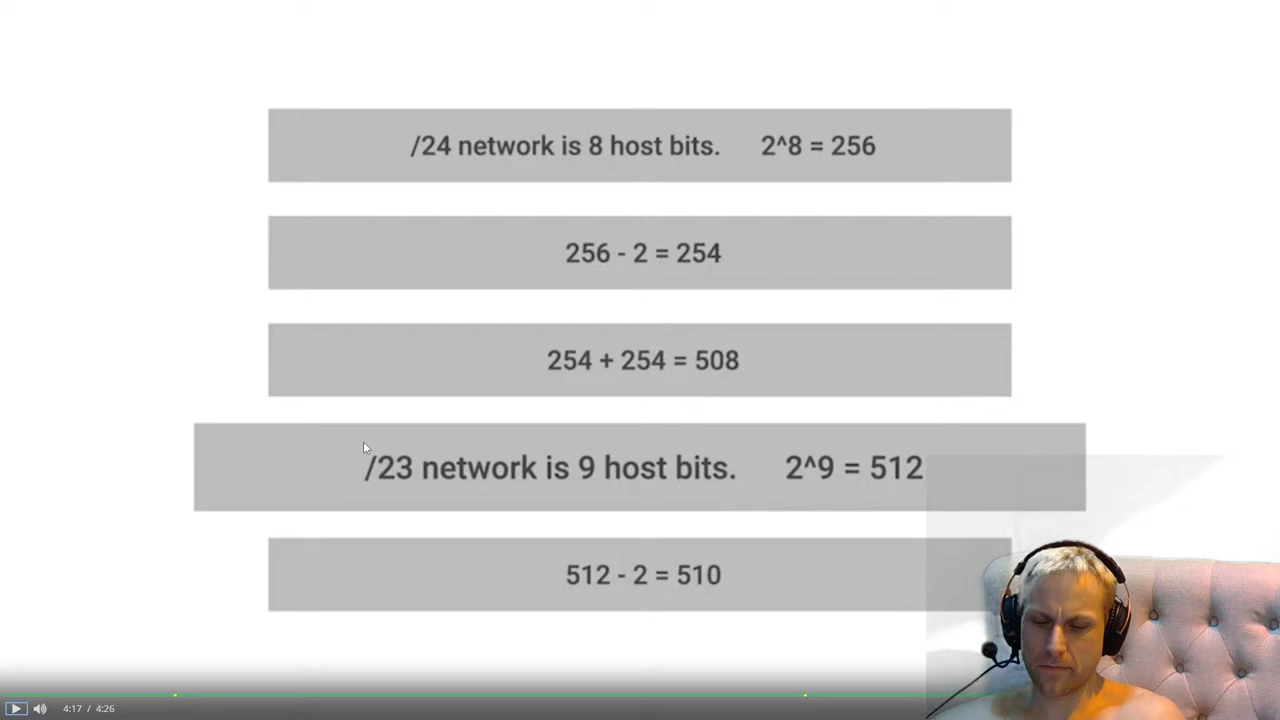 /24 network is 8 host bits. 2^8 = 256
256 - 2 = 254
254 + 254 = 508
/23 network is 9 host bits. 2^9 = 512
512 - 2 = 510
4:17 / 4:26